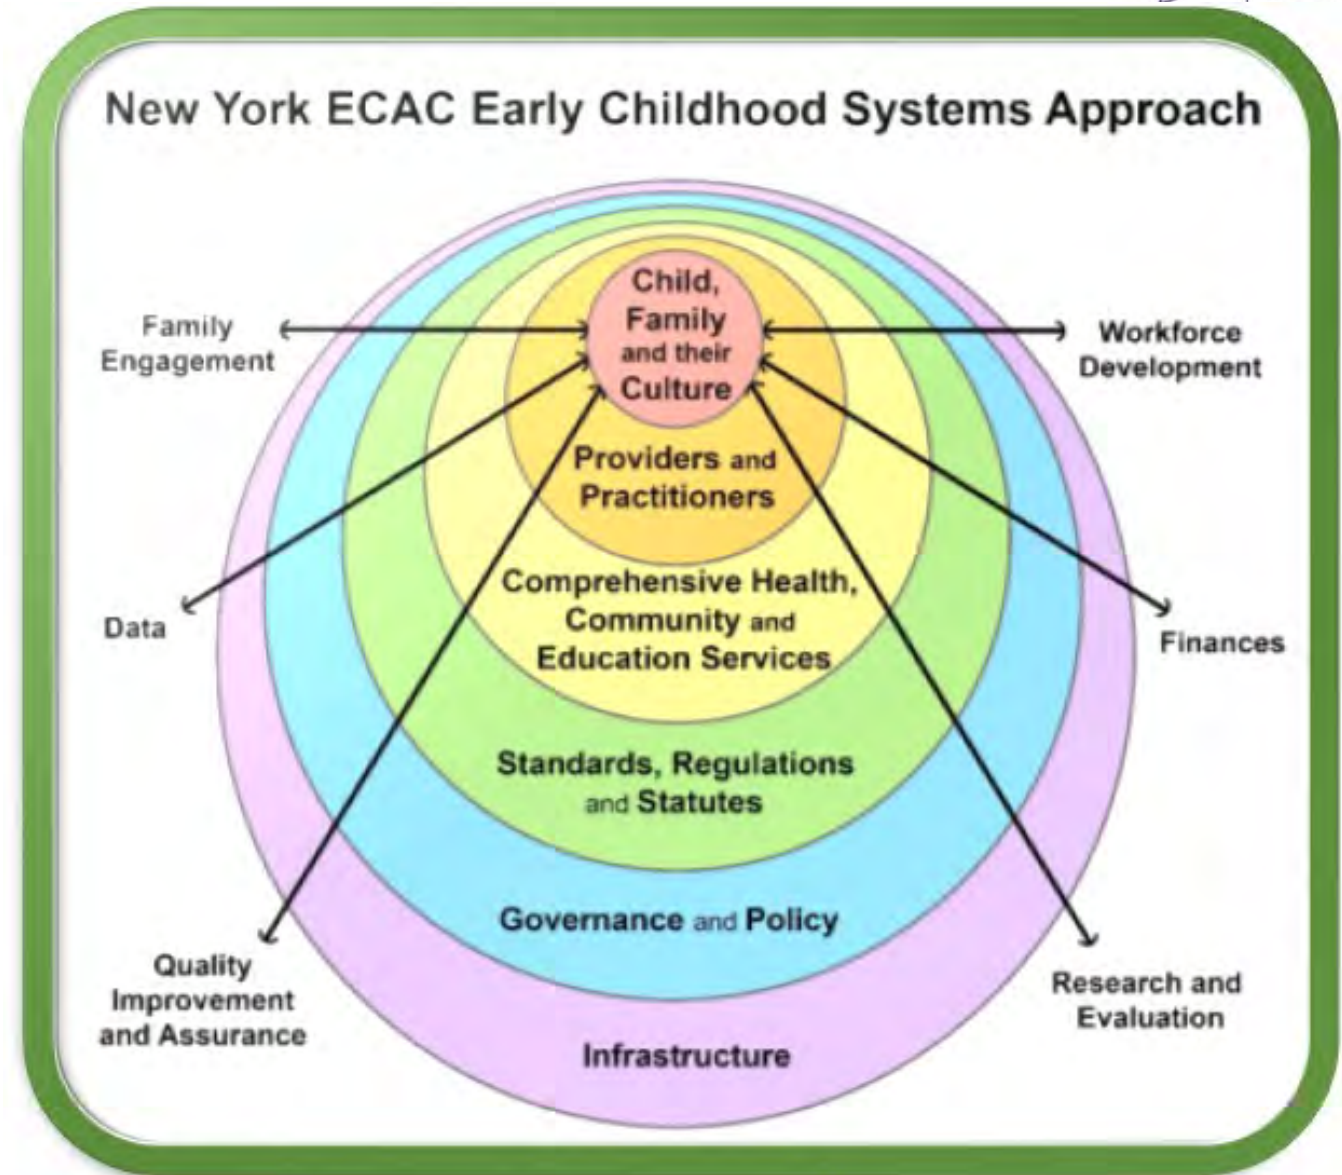 New York ECAC Early Childhood Systems Approach
Child,
Family
and their
Culture
Providers and
Practitioners
Comprehensive Health,
Community and
Education Services
Standards, Regulations
and Statutes
Governance and Policy
Infrastructure
Family
Engagement
Data
Quality
Improvement
and Assurance
Workforce
Development
Finances
Research and
Evaluation